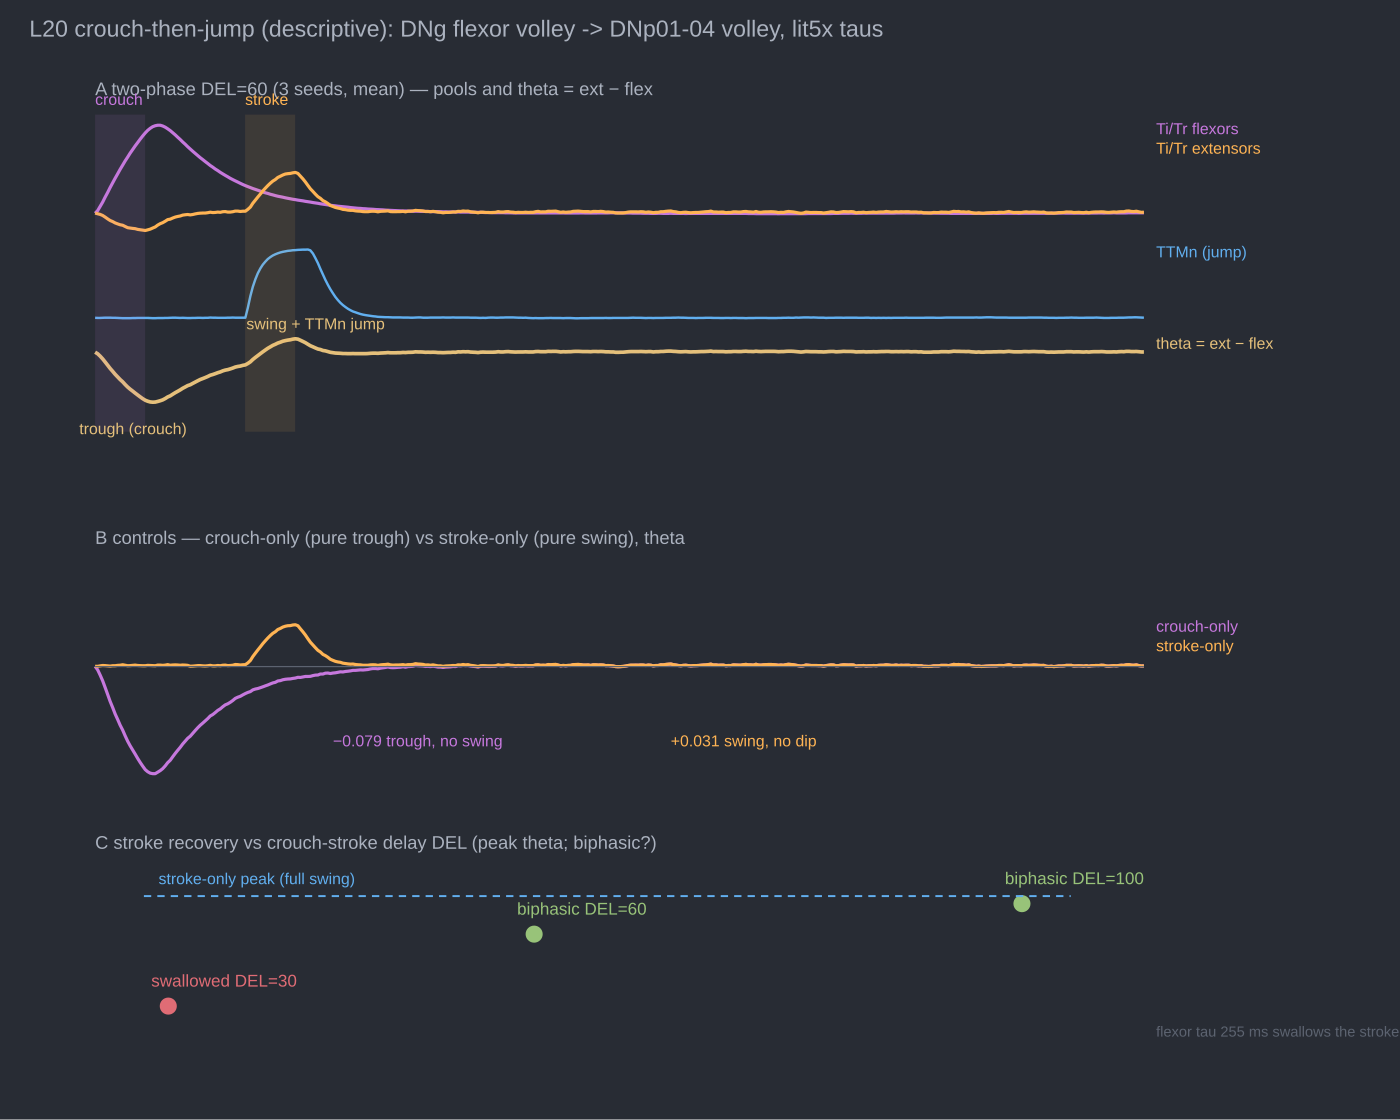 L20 crouch-then-jump (descriptive): DNg flexor volley -> DNp01-04 volley, lit5x taus
A two-phase DEL=60 (3 seeds, mean) — pools and theta = ext − flex
crouch
stroke
Ti/Tr flexors
Ti/Tr extensors
TTMn (jump)
swing + TTMn jump
theta = ext − flex
trough (crouch)
B controls — crouch-only (pure trough) vs stroke-only (pure swing), theta
crouch-only
stroke-only
−0.079 trough, no swing
+0.031 swing, no dip
C stroke recovery vs crouch-stroke delay DEL (peak theta; biphasic?)
stroke-only peak (full swing)
biphasic DEL=100
biphasic DEL=60
swallowed DEL=30
flexor tau 255 ms swallows the stroke